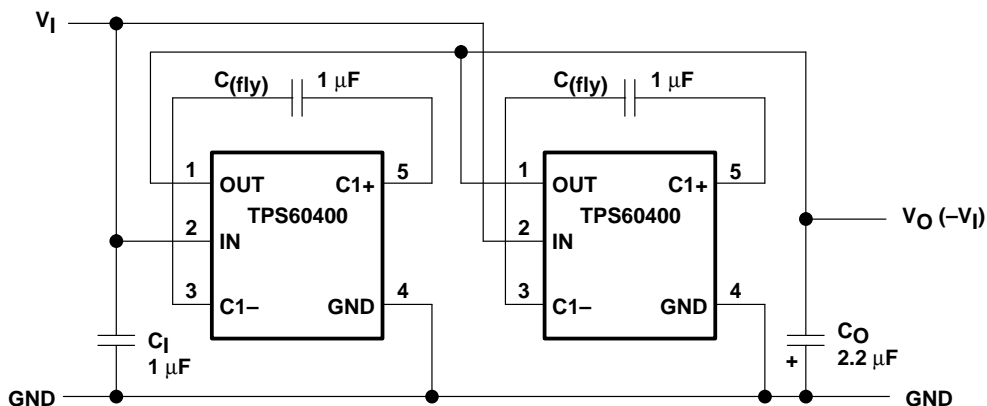 VI
C(fly) 1 μF
C(fly) 1 μF
1 OUT C1+ 5
TPS60400
2 IN
3 C1– GND 4
1 OUT C1+ 5
TPS60400
2 IN
3 C1– GND 4
VO (–VI)
CI
1 μF
CO
+ 2.2 μF
GND
GND